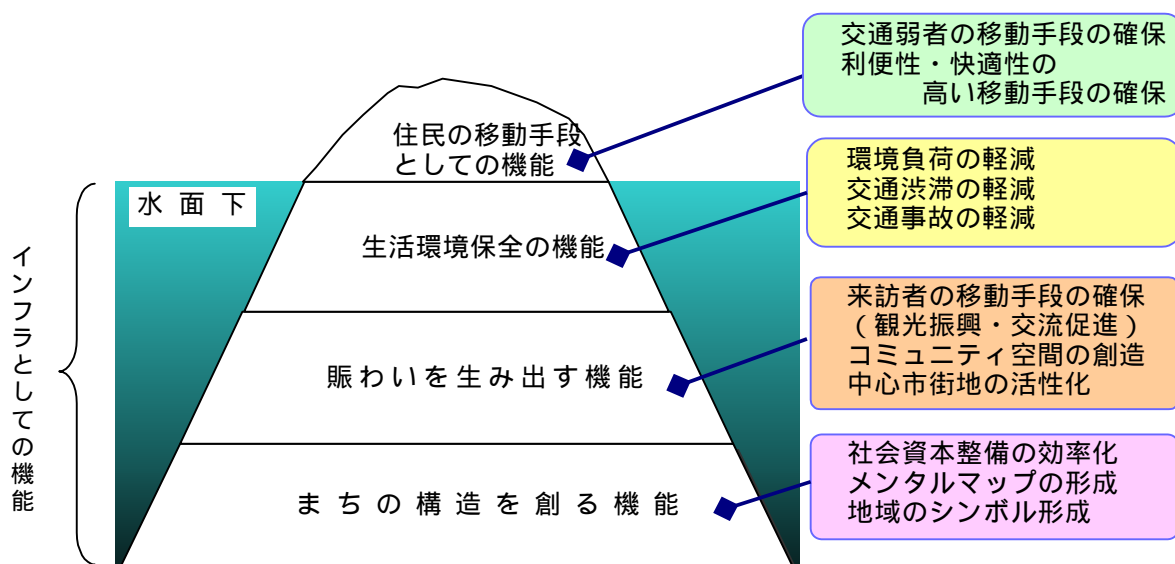 交通弱者の移動手段の確保
利便性・快適性の
高い移動手段の確保
住民の移動手段
としての機能
環境負荷の軽減
交通渋滞の軽減
交通事故の軽減
水面下
生活環境保全の機能
インフラとしての機能
来訪者の移動手段の確保
（観光振興・交流促進）
コミュニティ空間の創造
中心市街地の活性化
賑わいを生み出す機能
社会資本整備の効率化
メンタルマップの形成
地域のシンボル形成
まちの構造を創る機能